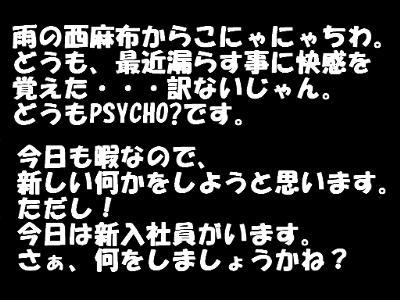 雨の西麻布からこにゃにゃちわ。
どうも、最近漏らす事に快感を
覚えた・・・訳ないじゃん。
どうもPSYCHO?です。
今日も暇なので、
新しい何かをしようと思います。
ただし！
今日は新入社員がいます。
さぁ、何をしましょうかね？